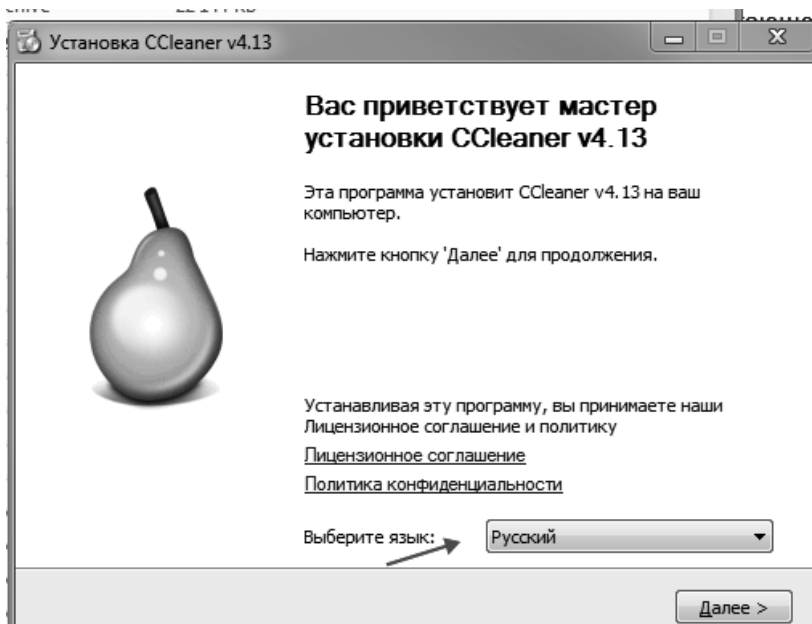 Установка CCleaner v4.13
Вас приветствует мастер
установки CCleaner v4.13
Эта программа установит CCleaner v4.13 на ваш
компьютер.
Нажмите кнопку 'Далее' для продолжения.
Устанавливая эту программу, вы принимаете наши
Лицензионное соглашение и политику
Лицензионное соглашение
Политика конфиденциальности
Выберите язык: Русский
Далее >